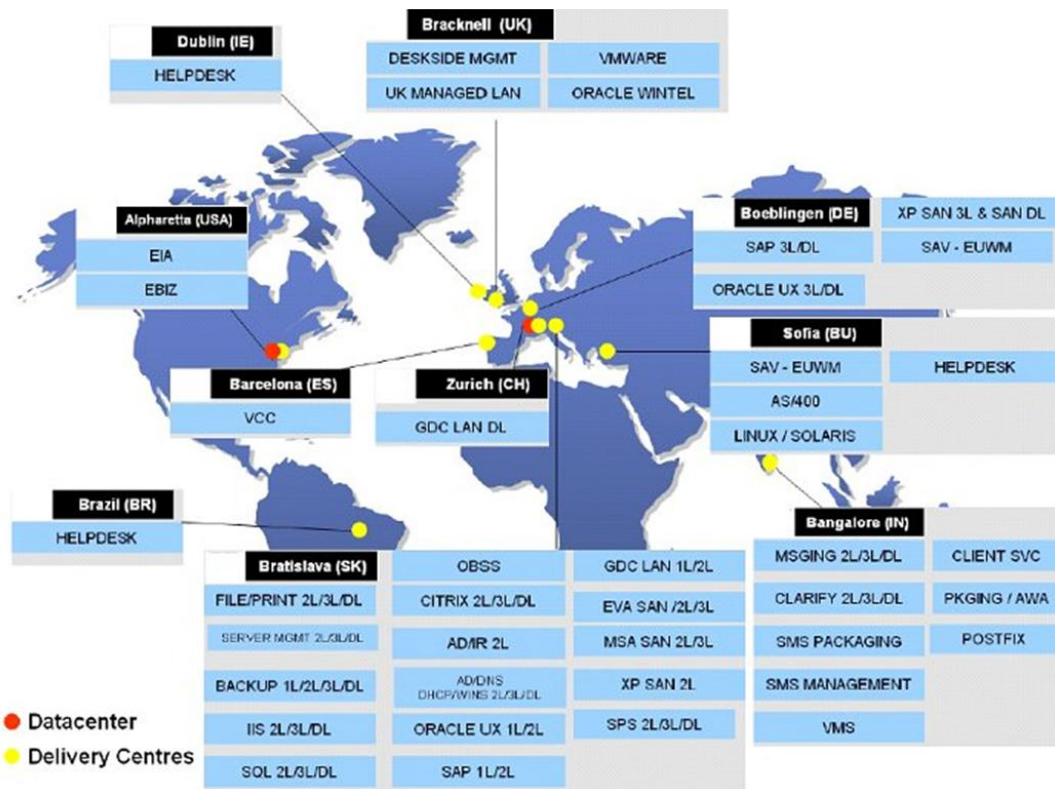 Dublin (IE)
HELPDESK
Bracknell (UK)
DESKSIDE MGMT
VMWARE
UK MANAGED LAN
ORACLE WINTEL
Alpharetta (USA)
EIA
EBIZ
Boeblingen (DE)
XP SAN 3L & SAN DL
SAP 3L/DL
SAV - EUWM
ORACLE UX 3L/DL
Sofia (BU)
SAV - EUWM
HELPDESK
AS/400
LINUX / SOLARIS
Barcelona (ES)
VCC
Zurich (CH)
GDC LAN DL
Brazil (BR)
HELPDESK
Bratislava (SK)
OBSS
GDC LAN 1L/2L
FILE/PRINT 2L/3L/DL
CITRIX 2L/3L/DL
EVA SAN /2L/3L
SERVER MGMT 2L/3L/DL
AD/IR 2L
MSA SAN 2L/3L
BACKUP 1L/2L/3L/DL
AD/DNS
DHCP/WINS 2L/3L/DL
XP SAN 2L
IIS 2L/3L/DL
ORACLE UX 1L/2L
SPS 2L/3L/DL
SQL 2L/3L/DL
SAP 1L/2L
Bangalore (IN)
MSGING 2L/3L/DL
CLIENT SVC
CLARIFY 2L/3L/DL
PKGING / AWA
SMS PACKAGING
POSTFIX
SMS MANAGEMENT
VMS
Datacenter
Delivery Centres